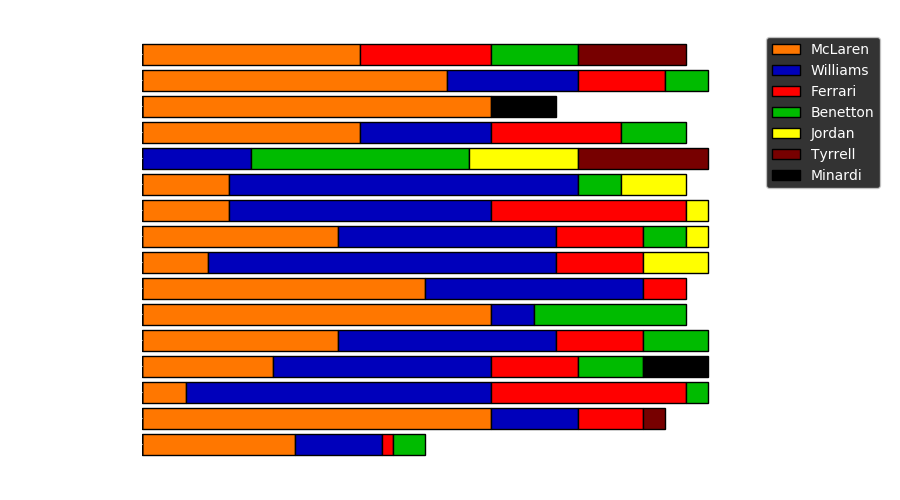 McLaren
Williams
Ferrari
Benetton
Jordan
Tyrrell
Minardi